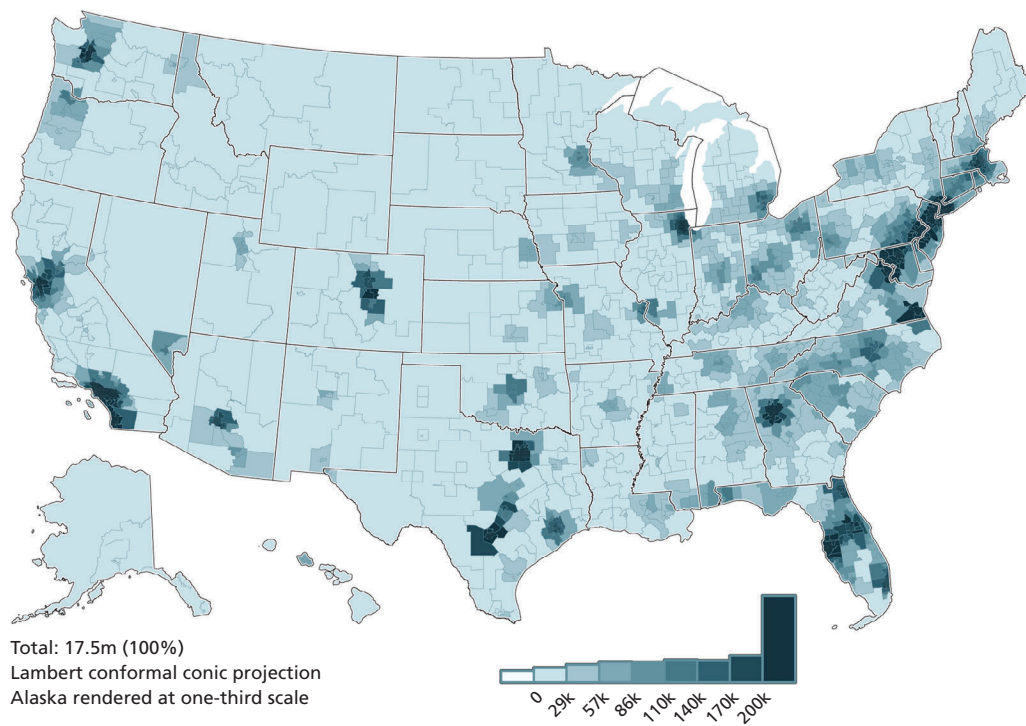 Total: 17.5m (100%)
Lambert conformal conic projection
Alaska rendered at one-third scale
0
29k
57k
86k
110k
140k
170k
200k